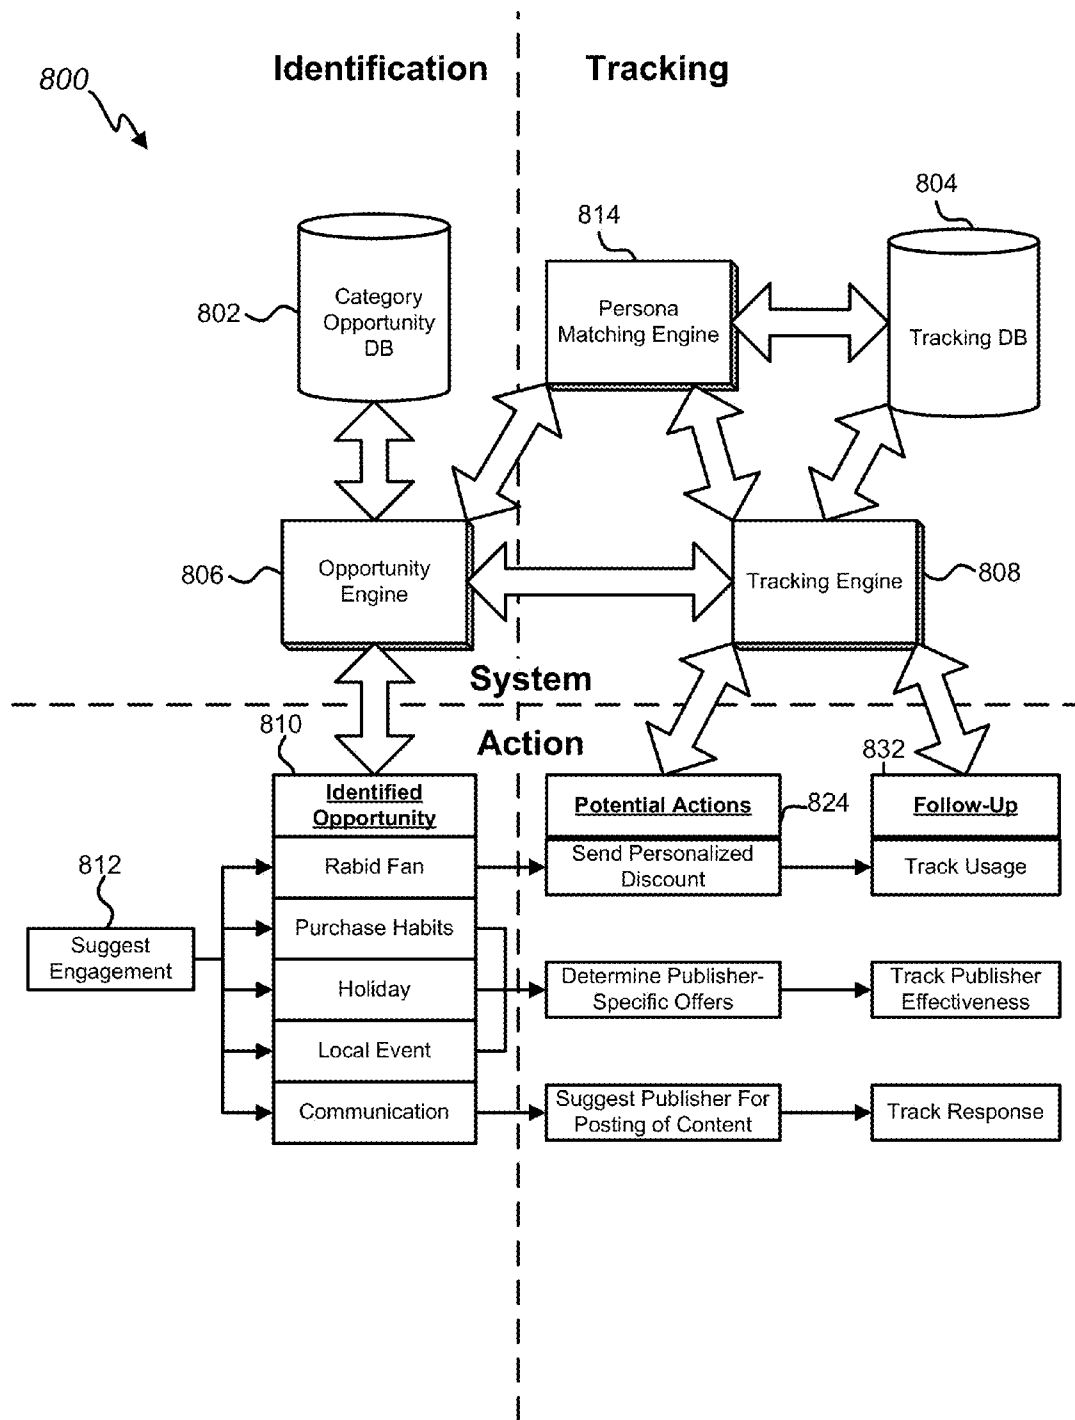 Identification
Tracking
800
804
814
802
Category
Opportunity
DB
Persona
Matching Engine
Tracking DB
806
Opportunity
Engine
Tracking Engine
808
System
Action
810
832
Identified
Opportunity
Potential Actions
824
Follow-Up
812
Rabid Fan
Send Personalized
Discount
Track Usage
Suggest
Engagement
Purchase Habits
Holiday
Determine Publisher-
Specific Offers
Track Publisher
Effectiveness
Local Event
Communication
Suggest Publisher For
Posting of Content
Track Response